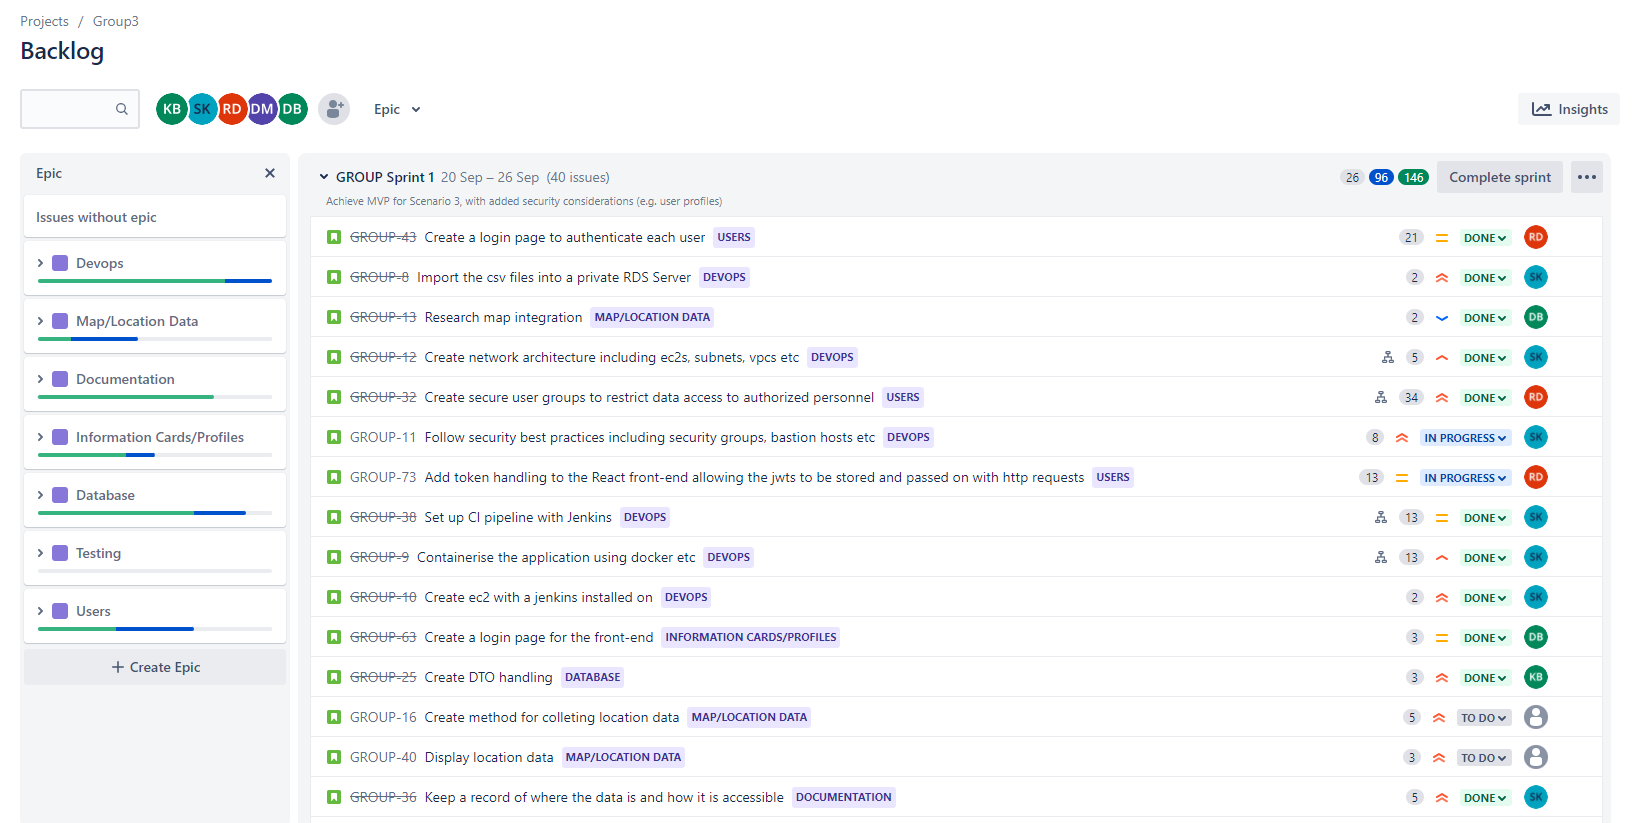 Projects / Group3
Backlog
KB SK RD DM DB Epic Insights
Epic
Issues without epic
Devops
Map/Location Data
Documentation
Information Cards/Profiles
Database
Testing
Users
+ Create Epic
GROUP Sprint 1 20 Sep – 26 Sep (40 issues) 26 96 146 Complete sprint
Achieve MVP for Scenario 3, with added security considerations (e.g. user profiles)
GROUP-43 Create a login page to authenticate each user USERS 21 DONE RD
GROUP-8 Import the csv files into a private RDS Server DEVOPS 2 DONE SK
GROUP-13 Research map integration MAP/LOCATION DATA 2 DONE DB
GROUP-12 Create network architecture including ec2s, subnets, vpcs etc DEVOPS 5 DONE SK
GROUP-32 Create secure user groups to restrict data access to authorized personnel USERS 34 DONE RD
GROUP-11 Follow security best practices including security groups, bastion hosts etc DEVOPS 8 IN PROGRESS SK
GROUP-73 Add token handling to the React front-end allowing the jwts to be stored and passed on with http requests USERS 13 IN PROGRESS RD
GROUP-38 Set up CI pipeline with Jenkins DEVOPS 13 DONE SK
GROUP-9 Containerise the application using docker etc DEVOPS 13 DONE SK
GROUP-10 Create ec2 with a jenkins installed on DEVOPS 2 DONE SK
GROUP-63 Create a login page for the front-end INFORMATION CARDS/PROFILES 3 DONE DB
GROUP-25 Create DTO handling DATABASE 3 DONE KB
GROUP-16 Create method for colleting location data MAP/LOCATION DATA 5 TO DO
GROUP-40 Display location data MAP/LOCATION DATA 3 TO DO
GROUP-36 Keep a record of where the data is and how it is accessible DOCUMENTATION 5 DONE SK